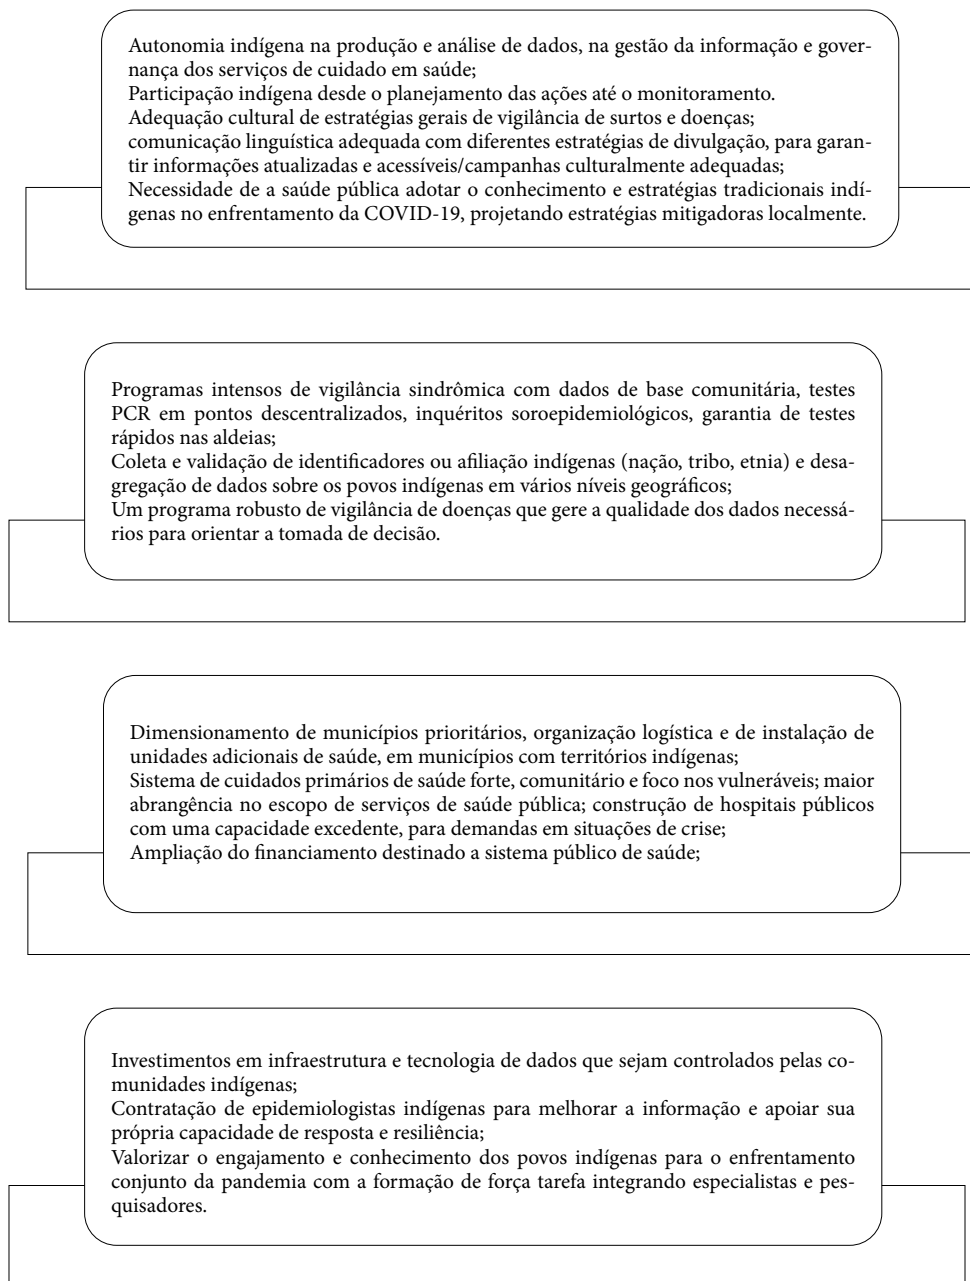 Autonomia indígena na produção e análise de dados, na gestão da informação e gover-
nança dos serviços de cuidado em saúde;
Participação indígena desde o planejamento das ações até o monitoramento.
Adequação cultural de estratégias gerais de vigilância de surtos e doenças;
comunicação linguística adequada com diferentes estratégias de divulgação, para garan-
tir informações atualizadas e acessíveis/campanhas culturalmente adequadas;
Necessidade de a saúde pública adotar o conhecimento e estratégias tradicionais indí-
genas no enfrentamento da COVID-19, projetando estratégias mitigadoras localmente.
Programas intensos de vigilância sindrômica com dados de base comunitária, testes
PCR em pontos descentralizados, inquéritos soroepidemiológicos, garantia de testes
rápidos nas aldeias;
Coleta e validação de identificadores ou afiliação indígenas (nação, tribo, etnia) e desa-
gregação de dados sobre os povos indígenas em vários níveis geográficos;
Um programa robusto de vigilância de doenças que gere a qualidade dos dados necessá-
rios para orientar a tomada de decisão.
Dimensionamento de municípios prioritários, organização logística e de instalação de
unidades adicionais de saúde, em municípios com territórios indígenas;
Sistema de cuidados primários de saúde forte, comunitário e foco nos vulneráveis; maior
abrangência no escopo de serviços de saúde pública; construção de hospitais públicos
com uma capacidade excedente, para demandas em situações de crise;
Ampliação do financiamento destinado a sistema público de saúde;
Investimentos em infraestrutura e tecnologia de dados que sejam controlados pelas co-
munidades indígenas;
Contratação de epidemiologistas indígenas para melhorar a informação e apoiar sua
própria capacidade de resposta e resiliência;
Valorizar o engajamento e conhecimento dos povos indígenas para o enfrentamento
conjunto da pandemia com a formação de força tarefa integrando especialistas e pes-
quisadores.